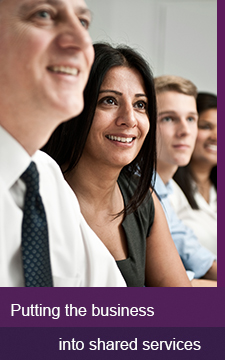 Putting the business
into shared services